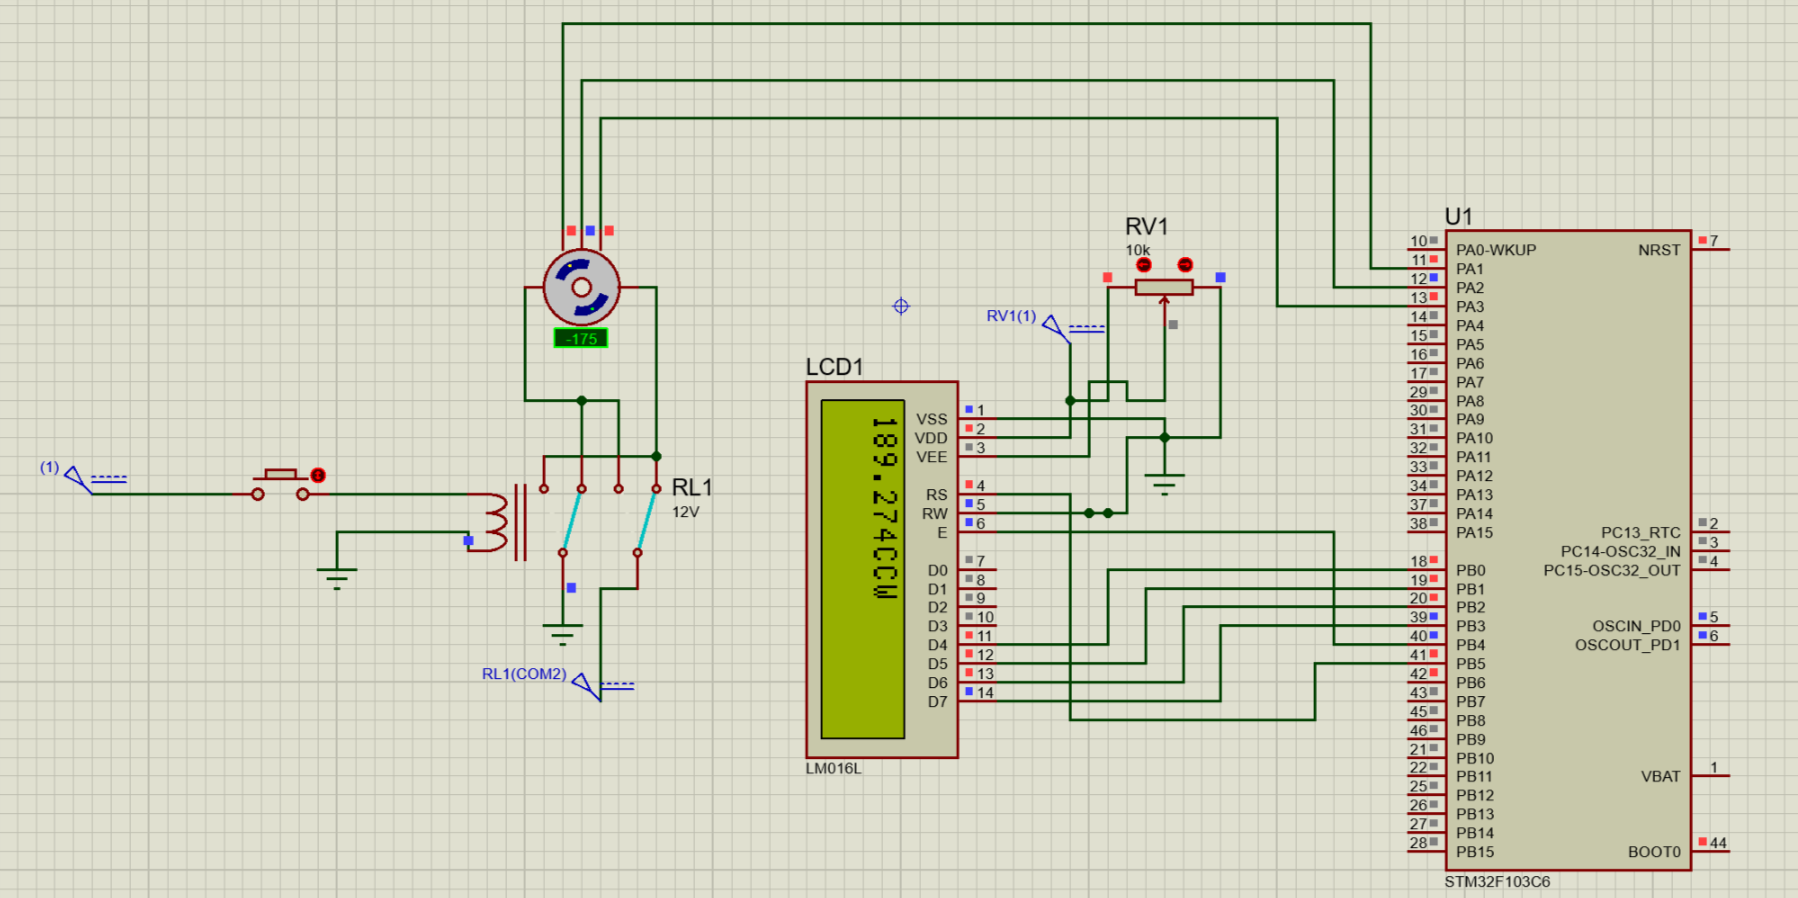 RV1
10k
RV1(1)
-175
(1)
RL1
12V
RL1(COM2)
LCD1
189.274CCW
LM016L
VSS 1
VDD 2
VEE 3
RS 4
RW 5
E 6
D0 7
D1 8
D2 9
D3 10
D4 11
D5 12
D6 13
D7 14
U1
10 PA0-WKUP
11 PA1
12 PA2
13 PA3
14 PA4
15 PA5
16 PA6
17 PA7
29 PA8
30 PA9
31 PA10
32 PA11
33 PA12
34 PA13
37 PA14
38 PA15
18 PB0
19 PB1
20 PB2
39 PB3
40 PB4
41 PB5
42 PB6
43 PB7
45 PB8
46 PB9
21 PB10
22 PB11
25 PB12
26 PB13
27 PB14
28 PB15
NRST 7
PC13_RTC 2
PC14-OSC32_IN 3
PC15-OSC32_OUT 4
OSCIN_PD0 5
OSCOUT_PD1 6
VBAT 1
BOOT0 44
STM32F103C6